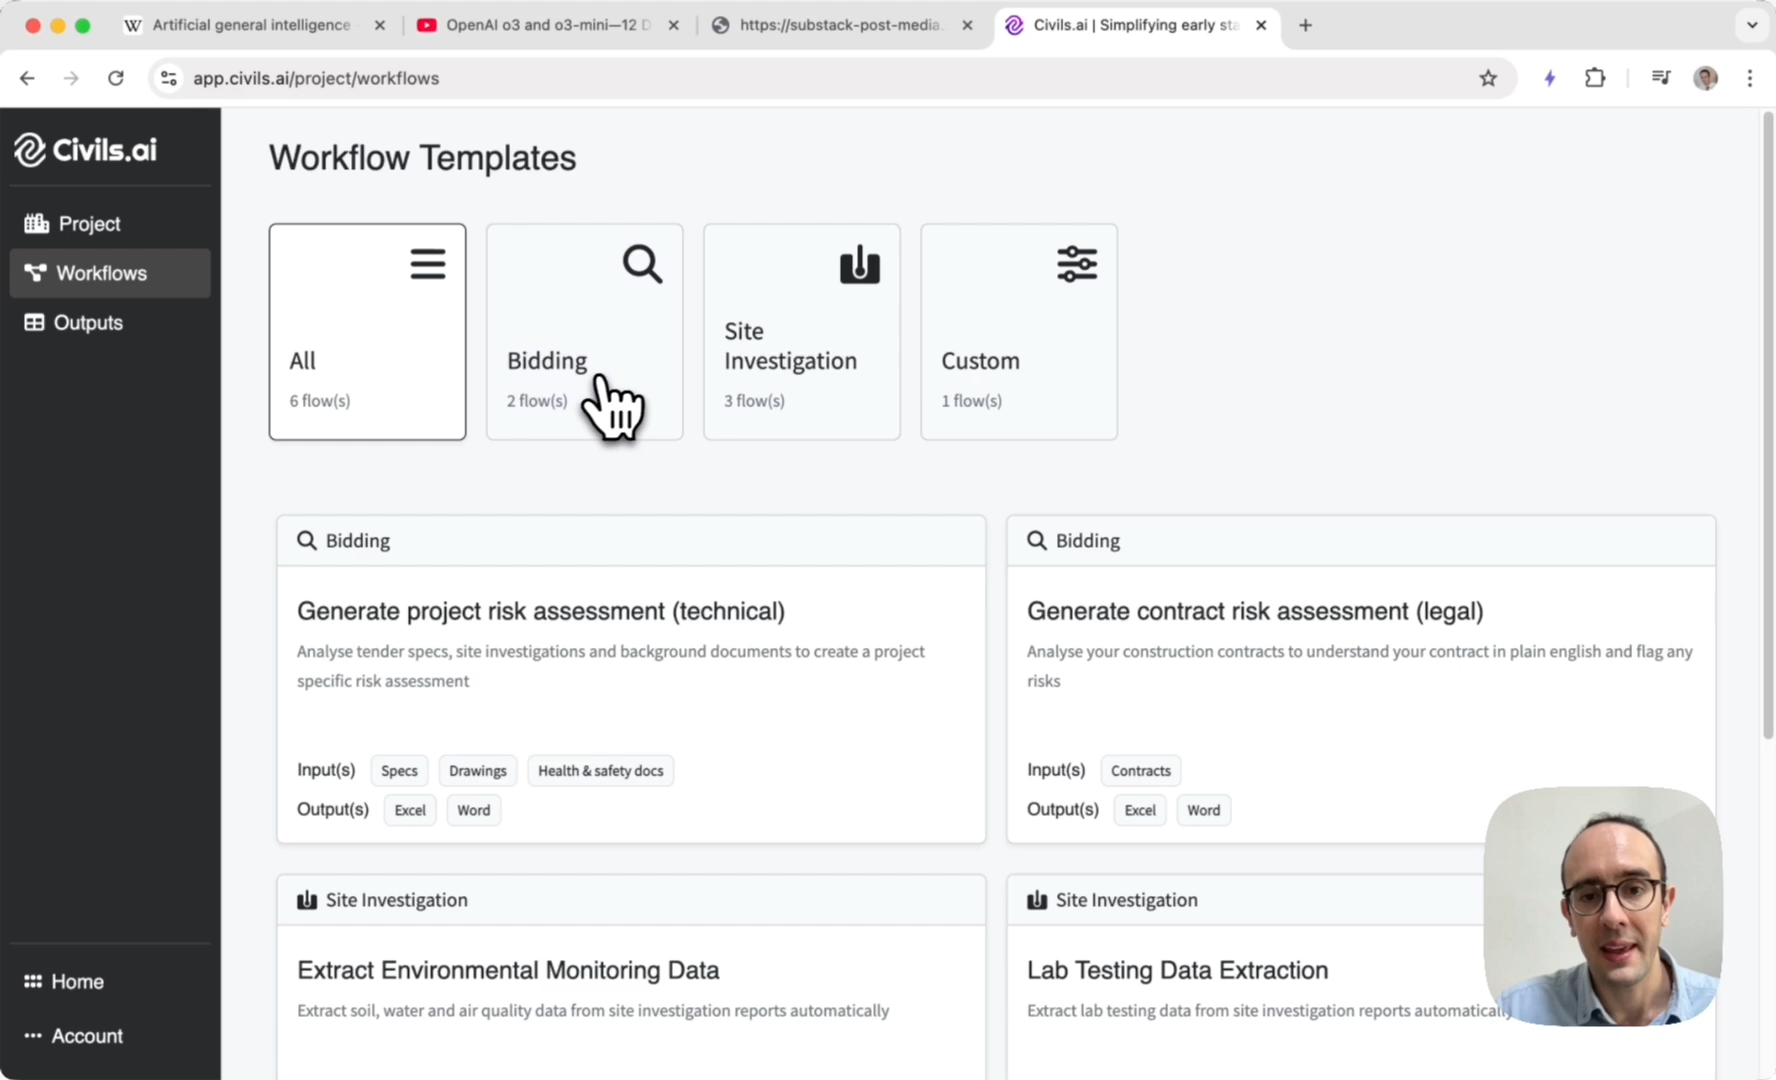 W Artificial general intelligence
OpenAI o3 and o3-mini—12 D
https://substack-post-media.
Civils.ai | Simplifying early sta
app.civils.ai/project/workflows
Civils.ai
Project
Workflows
Outputs
Home
Account
Workflow Templates
All
6 flow(s)
Bidding
2 flow(s)
Site
Investigation
3 flow(s)
Custom
1 flow(s)
Bidding
Generate project risk assessment (technical)
Analyse tender specs, site investigations and background documents to create a project
specific risk assessment
Input(s) Specs Drawings Health & safety docs
Output(s) Excel Word
Bidding
Generate contract risk assessment (legal)
Analyse your construction contracts to understand your contract in plain english and flag any
risks
Input(s) Contracts
Output(s) Excel Word
Site Investigation
Extract Environmental Monitoring Data
Extract soil, water and air quality data from site investigation reports automatically
Site Investigation
Lab Testing Data Extraction
Extract lab testing data from site investigation reports automatically